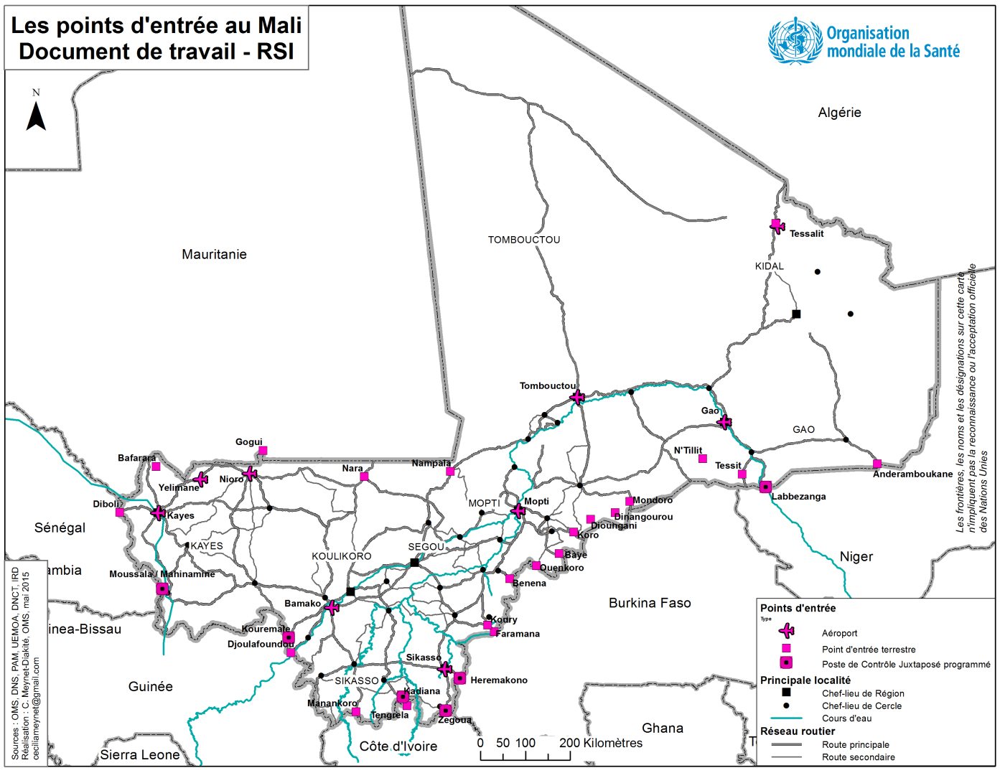 Les points d'entrée au Mali
Document de travail - RSI
Organisation
mondiale de la Santé
N
Algérie
Mauritanie
TOMBOUCTOU
Tessalit
KIDAL
Les frontières, les noms et les désignations sur cette carte
n'impliquent pas la reconnaissance ou l'acceptation officielle
des Nations Unies
Tombouctou
Gao
GAO
Gogui
N'Tillit
Bafarara
Nampala
Nara
Tessit
Nioro
Anderamboukane
Yelimane
Labbezanga
Diboli
MOPTI
Mopti
Mondoro
Kayes
Dinangourou
Sénégal
Dioungani
Koro
KAYES
SEGOU
KOULIKORO
Baye
Niger
Ouenkoro
ambia
Moussala / Mahinamine
Benena
Bamako
Burkina Faso
Koury
inea-Bissau
Kouremale
Faramana
Djoulafoundou
Sikasso
SIKASSO
Heremakono
Guinée
Kadiana
Manankoro
Tengrela
Zegoua
Ghana
Côte d'Ivoire
Sierra Leone
0 50 100 200 Kilomètres
To
Sources : OMS, DNS, PAM, UEMOA, DNCT, IRD
Réalisation : C. Meynet-Diakité, OMS, mai 2015
ceciliameynet@gmail.com
Points d'entrée
Type
Aéroport
Point d'entrée terrestre
Poste de Contrôle Juxtaposé programmé
Principale localité
Chef-lieu de Région
Chef-lieu de Cercle
Cours d'eau
Réseau routier
Route principale
Route secondaire